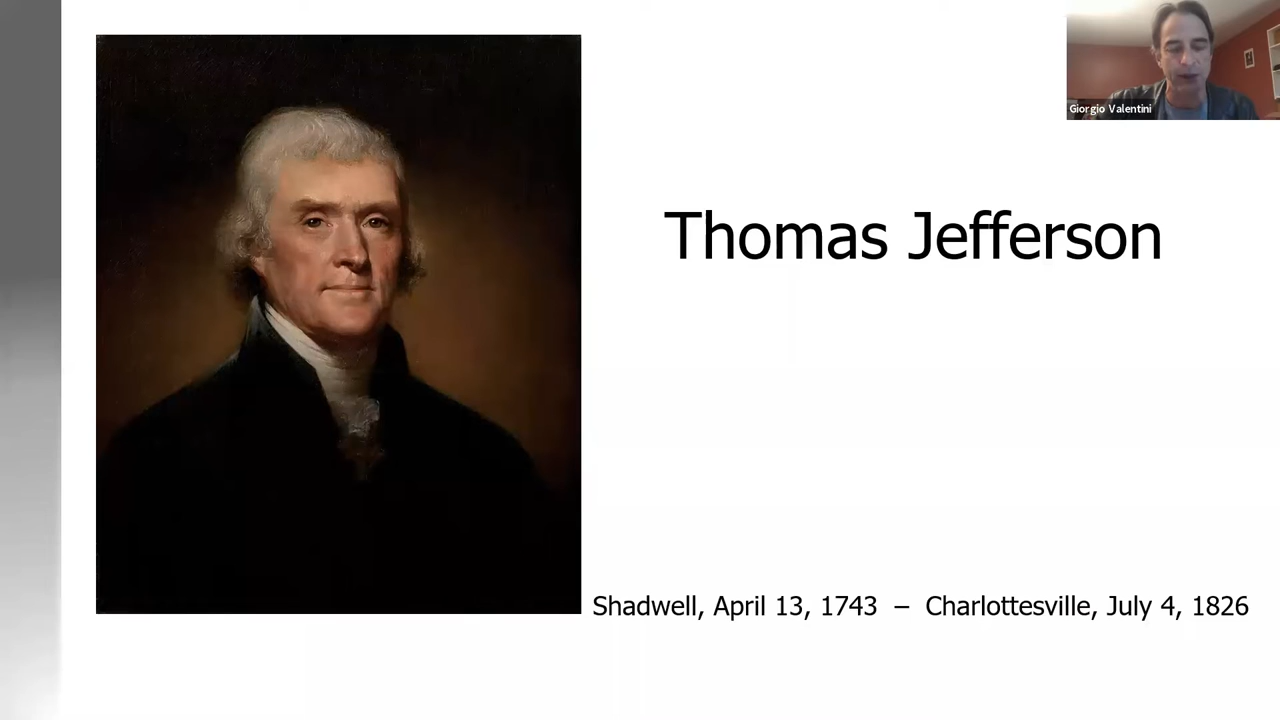 Giorgio Valentini
Thomas Jefferson
Shadwell, April 13, 1743 – Charlottesville, July 4, 1826